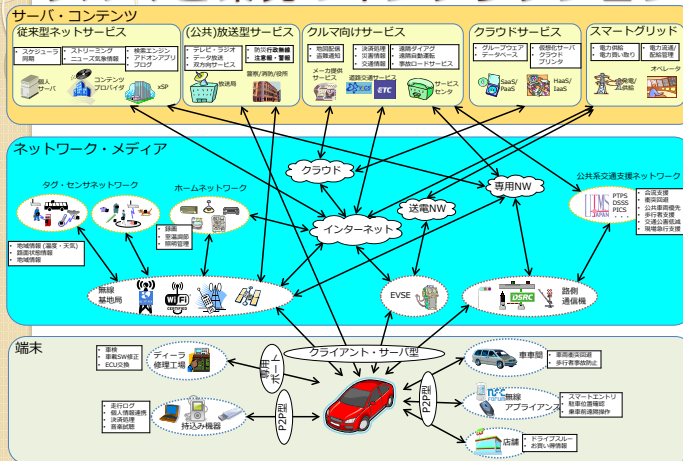 サーバ・コンテンツ
従来型ネットサービス
(公共)放送型サービス
クルマ向けサービス
クラウドサービス
スマートグリッド
• スケジューラ同期
• ストリーミング
• ニュース気象情報
• 検索エンジン
• アドオンアプリ
• ブログ
• テレビ・ラジオ
• データ放送
• 双方向サービス
• 防災行政無線
• 注意報・警報
• 地図配信
• 盗難通知
• 決済処理
• 災害情報
• 交通情報
• 遠隔ダイアグ
• 遠隔自動運転
• 事故ロードサービス
• グループウェア
• データベース
• 仮想化サーバ
• クラウドプリンタ
• 電力供給
• 電力買い取り
• 電力流通/配給管理
個人サーバ
コンテンツプロバイダ
xSP
放送局
警察/消防/役所
メーカ提供サービス
道路交通サービス
ETC
サービスセンタ
SaaS/PaaS
HaaS/IaaS
発電/供給
オペレータ
ネットワーク・メディア
クラウド
専用NW
送電NW
インターネット
タグ・センサネットワーク
ホームネットワーク
公共系交通支援ネットワーク
• 録画
• 室温調節
• 照明管理
• 地域情報 (温度・天気)
• 路面状態情報
• 地域情報
UTMS JAPAN
PTPS
DSSS
PICS
• 合流支援
• 衝突回避
• 公共車両優先
• 歩行者支援
• 交通公害低減
• 現場急行支援
無線基地局
Wi Fi
CERTIFIED
EVSE
DSRC
路側通信機
端末
クライアント・サーバ型
専用ポート
P2P型
P2P型
• 車検
• 車載SW修正
• ECU交換
ディーラ修理工場
• 走行ログ
• 個人情報連携
• 決済処理
• 音楽試聴
持込み機器
車車間
• 車両衝突回避
• 歩行者事故防止
無線アプライアンス
• スマートエントリ
• 駐車位置確認
• 乗車前遠隔操作
店舗
• ドライブスルー
• お買い得情報